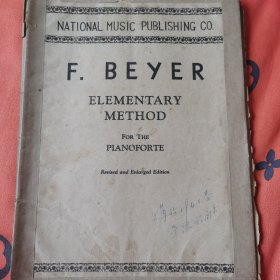 NATIONAL MUSIC PUBLISHING CO.
F. BEYER
ELEMENTARY
METHOD
FOR THE
PIANOFORTE
Revised and Enlarged Edition